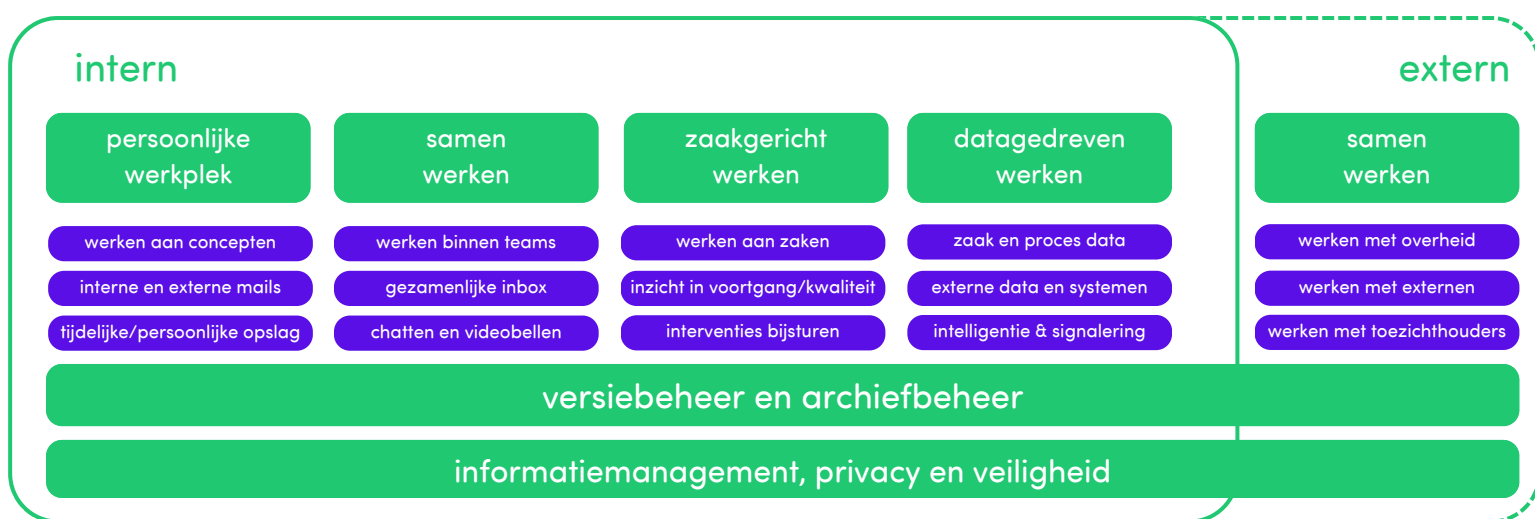 intern
extern
persoonlijke
werkplek
samen
werken
zaakgericht
werken
datagedreven
werken
samen
werken
werken aan concepten
werken binnen teams
werken aan zaken
zaak en proces data
werken met overheid
interne en externe mails
gezamenlijke inbox
inzicht in voortgang/kwaliteit
externe data en systemen
werken met externen
tijdelijke/persoonlijke opslag
chatten en videobellen
interventies bijsturen
intelligentie & signalering
werken met toezichthouders
versiebeheer en archiefbeheer
informatiemanagement, privacy en veiligheid